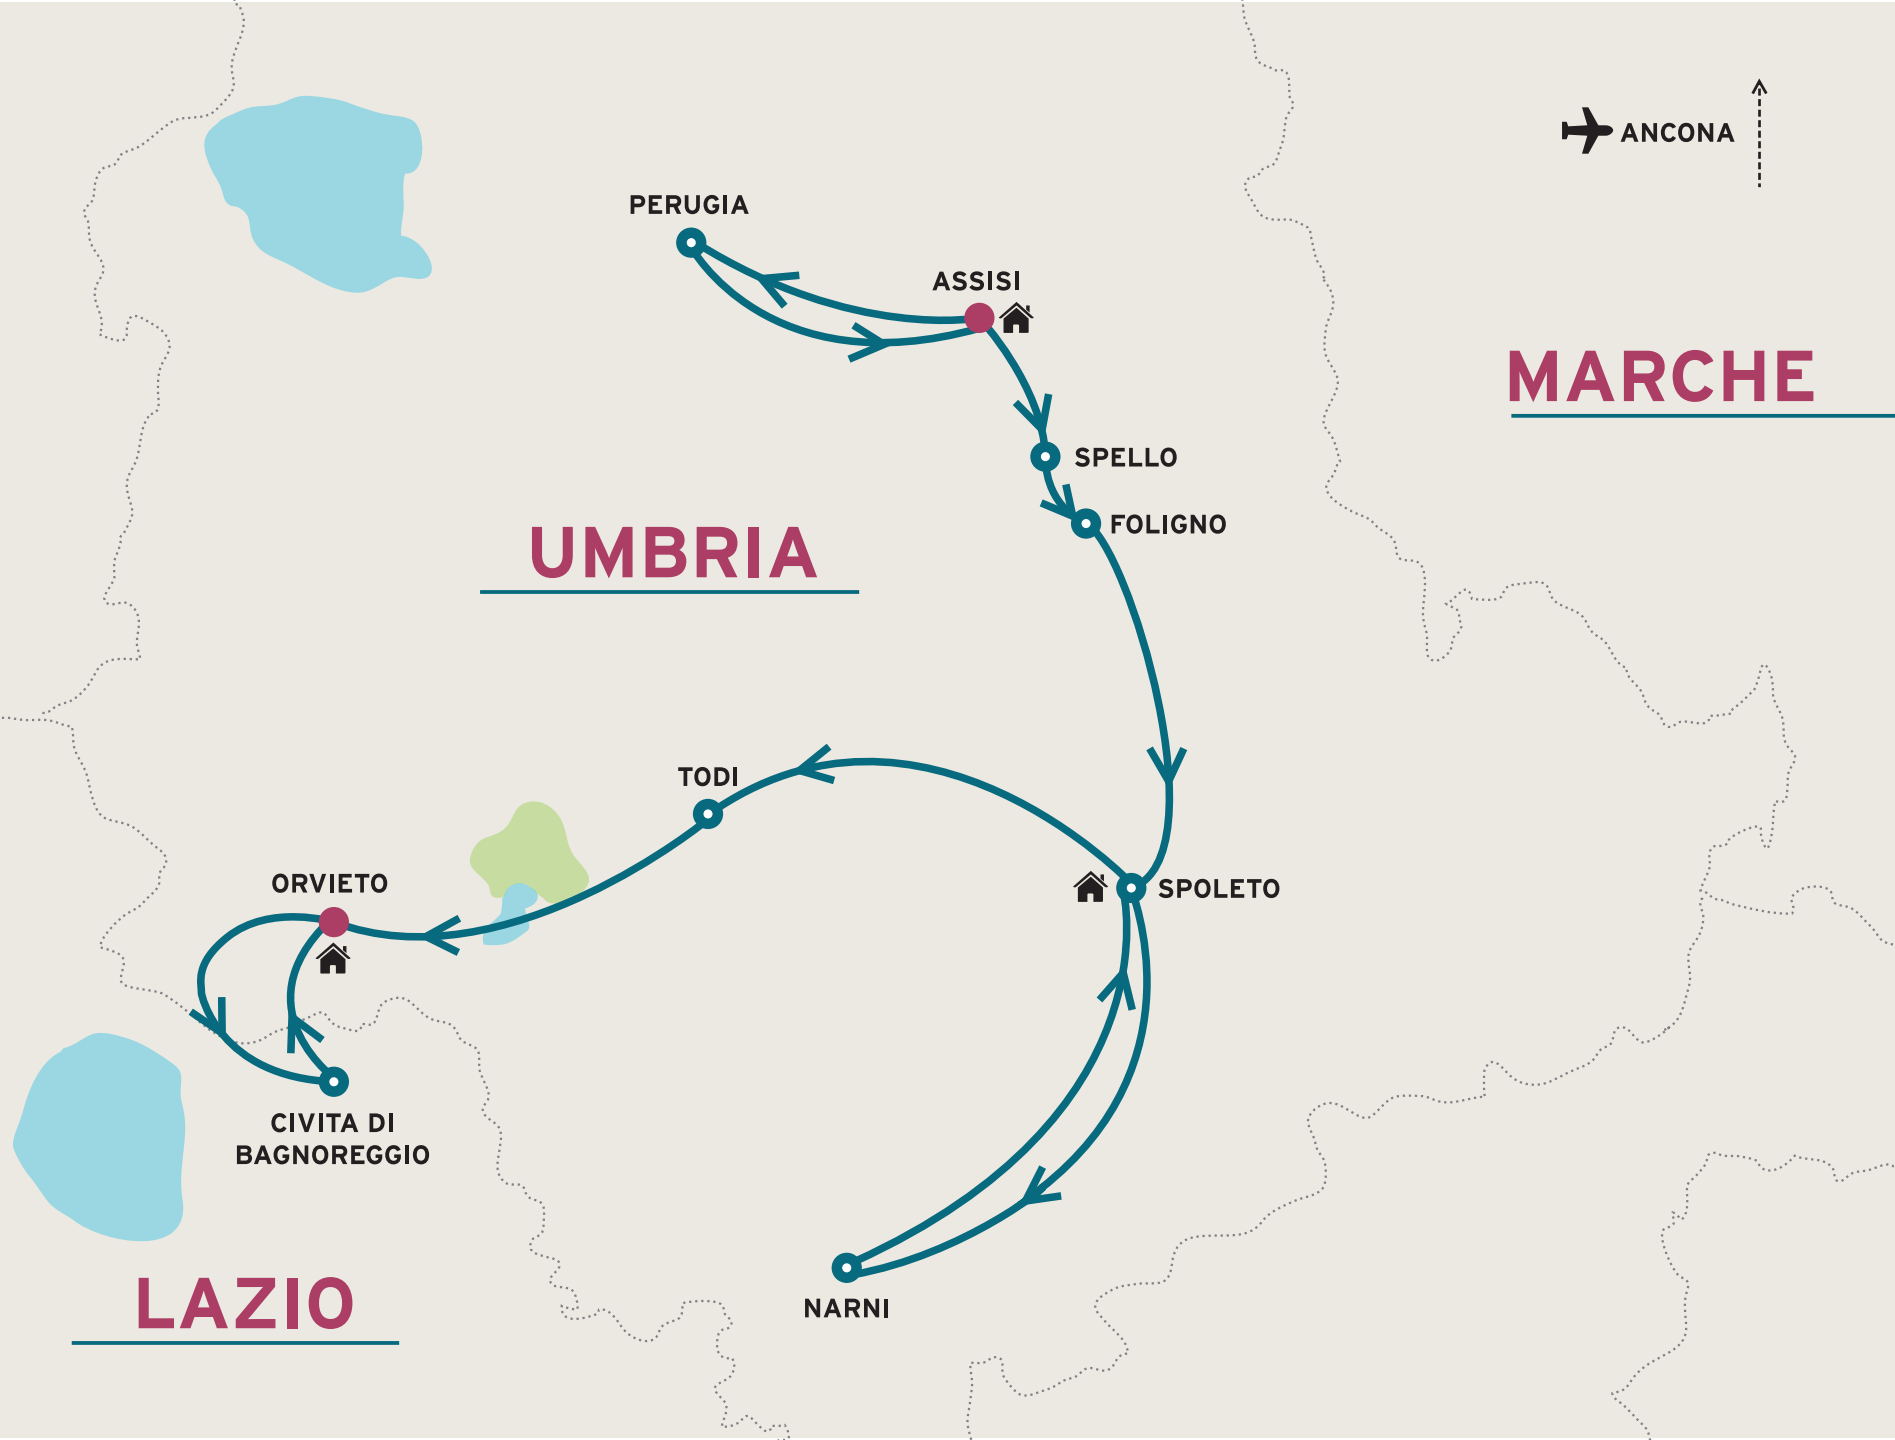 ANCONA
PERUGIA
ASSISI
MARCHE
SPELLO
FOLIGNO
UMBRIA
TODI
ORVIETO
SPOLETO
CIVITA DI
BAGNOREGGIO
LAZIO
NARNI